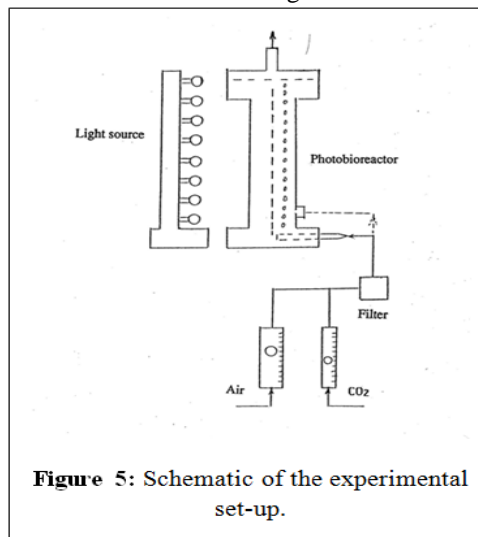 Light source
Photobioreactor
Filter
Air
CO2
Figure 5: Schematic of the experimental
set-up.